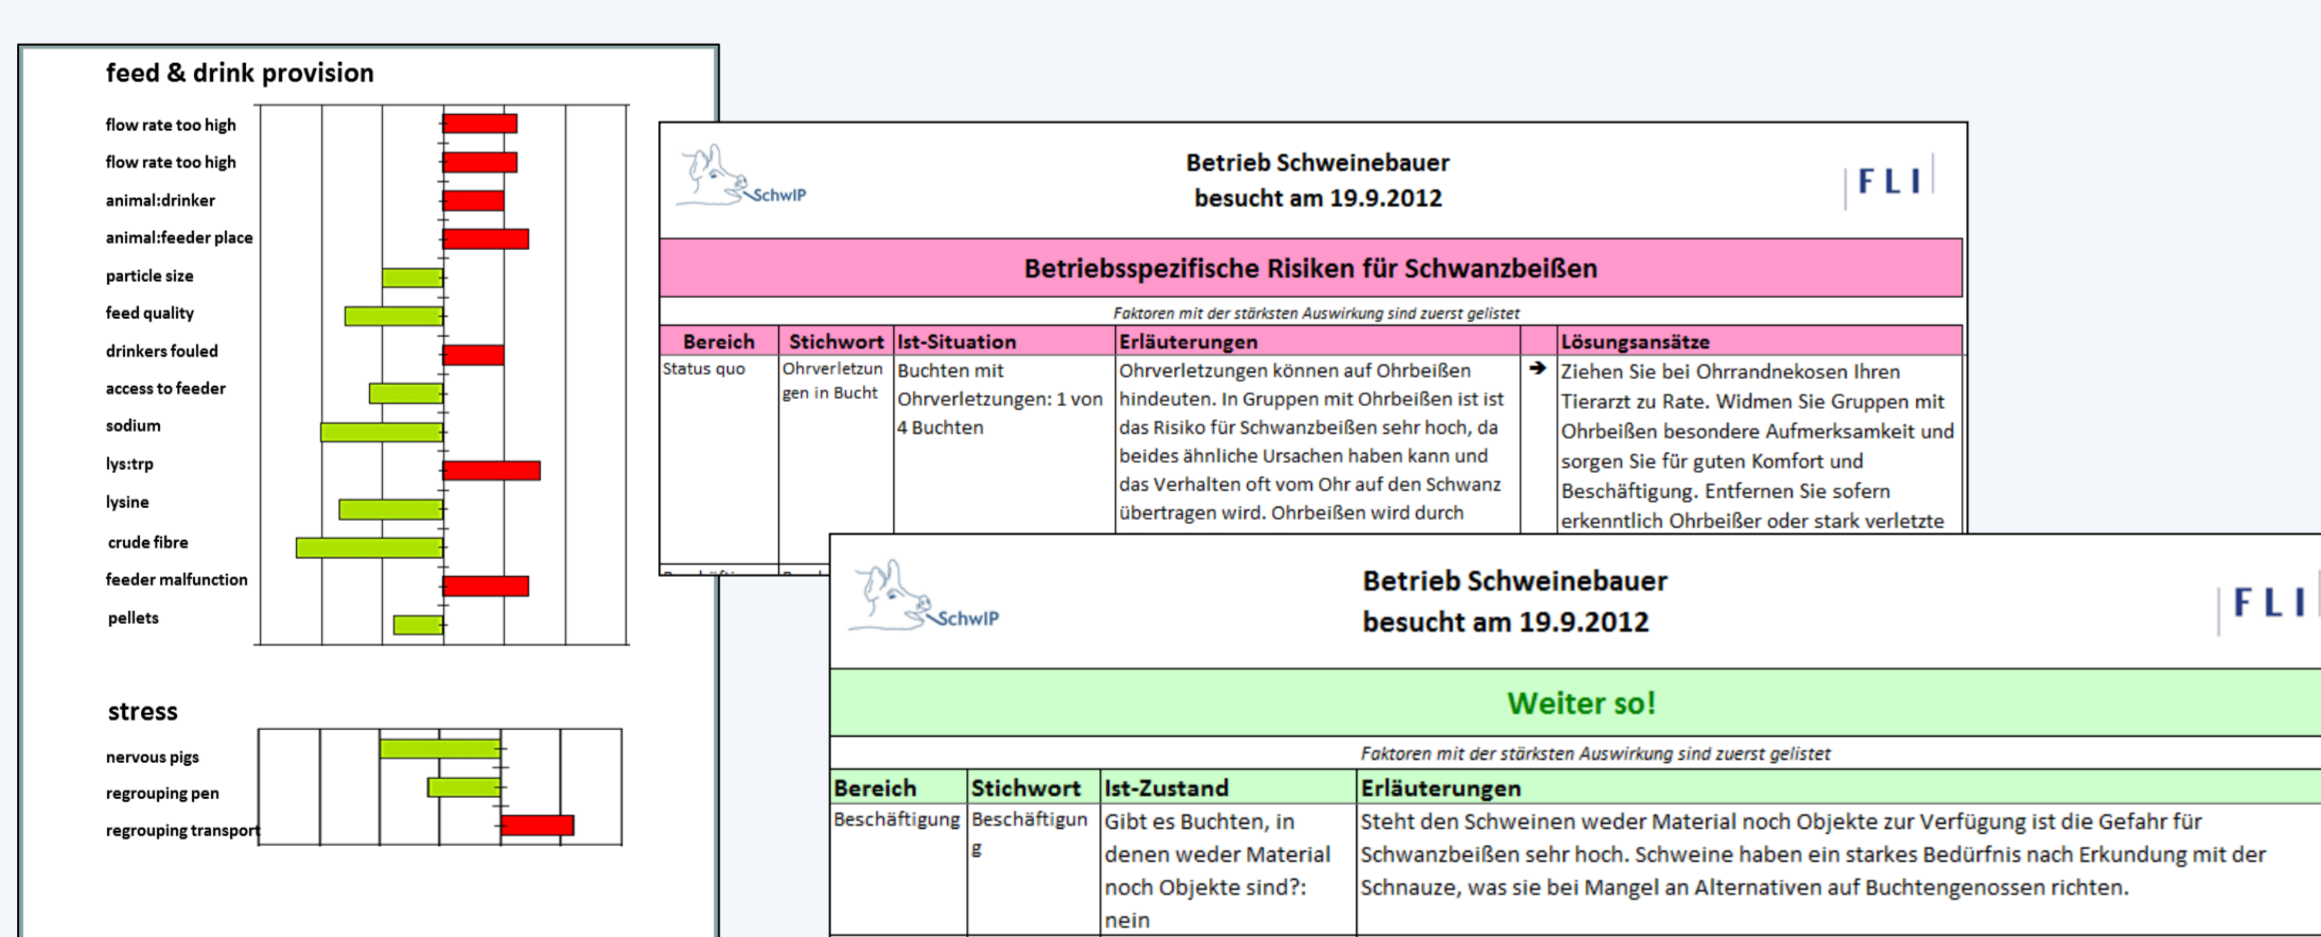 feed & drink provision
flow rate too high
flow rate too high
animal:drinker
animal:feeder place
particle size
feed quality
drinkers fouled
access to feeder
sodium
lys:trp
lysine
crude fibre
feeder malfunction
pellets
stress
nervous pigs
regrouping pen
regrouping transport
SchwIP
Betrieb Schweinebauer
besucht am 19.9.2012
FLI
Betriebsspezifische Risiken für Schwanzbeißen
Faktoren mit der stärksten Auswirkung sind zuerst gelistet
Bereich Stichwort Ist-Situation Erläuterungen Lösungsansätze
Status quo
Ohrverletzun
gen in Bucht
Buchten mit
Ohrverletzungen: 1 von
4 Buchten
Ohrverletzungen können auf Ohrbeißen
hindeuten. In Gruppen mit Ohrbeißen ist ist
das Risiko für Schwanzbeißen sehr hoch, da
beides ähnliche Ursachen haben kann und
das Verhalten oft vom Ohr auf den Schwanz
übertragen wird. Ohrbeißen wird durch
➔ Ziehen Sie bei Ohrrandnekosen Ihren
Tierarzt zu Rate. Widmen Sie Gruppen mit
Ohrbeißen besondere Aufmerksamkeit und
sorgen Sie für guten Komfort und
Beschäftigung. Entfernen Sie sofern
erkenntlich Ohrbeißer oder stark verletzte
SchwIP
Betrieb Schweinebauer
besucht am 19.9.2012
FLI
Weiter so!
Faktoren mit der stärksten Auswirkung sind zuerst gelistet
Bereich Stichwort Ist-Zustand Erläuterungen
Beschäftigung
Beschäftigun
g
Gibt es Buchten, in
denen weder Material
noch Objekte sind?:
nein
Steht den Schweinen weder Material noch Objekte zur Verfügung ist die Gefahr für
Schwanzbeißen sehr hoch. Schweine haben ein starkes Bedürfnis nach Erkundung mit der
Schnauze, was sie bei Mangel an Alternativen auf Buchtengenossen richten.